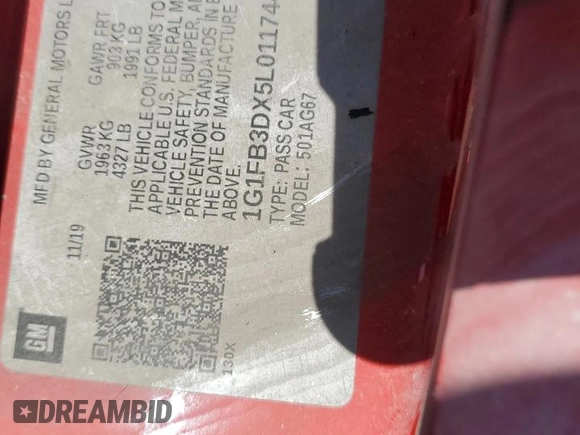 MFD BY GENERAL MOTORS L
11/19
GVWR
1963 KG
4327 LB
GAWR FRT
903 KG
1991 LB
THIS VEHICLE CONFORMS TO
APPLICABLE U.S. FEDERAL M
VEHICLE SAFETY, BUMPER, AN
PREVENTION STANDARDS IN E
THE DATE OF MANUFACTURE
ABOVE.
1G1FB3DX5L01174
TYPE: PASS CAR
MODEL: 501AG67
130X
GM
DREAMBID